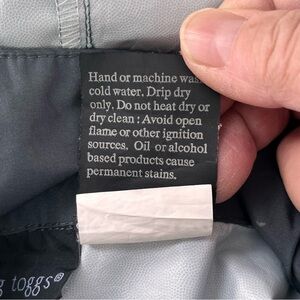 Hand or machine was
cold water. Drip dry
only. Do not heat dry or
dry clean : Avoid open
flame or other ignition
sources. Oil or alcohol
based products cause
permanent stains.
g toggs®